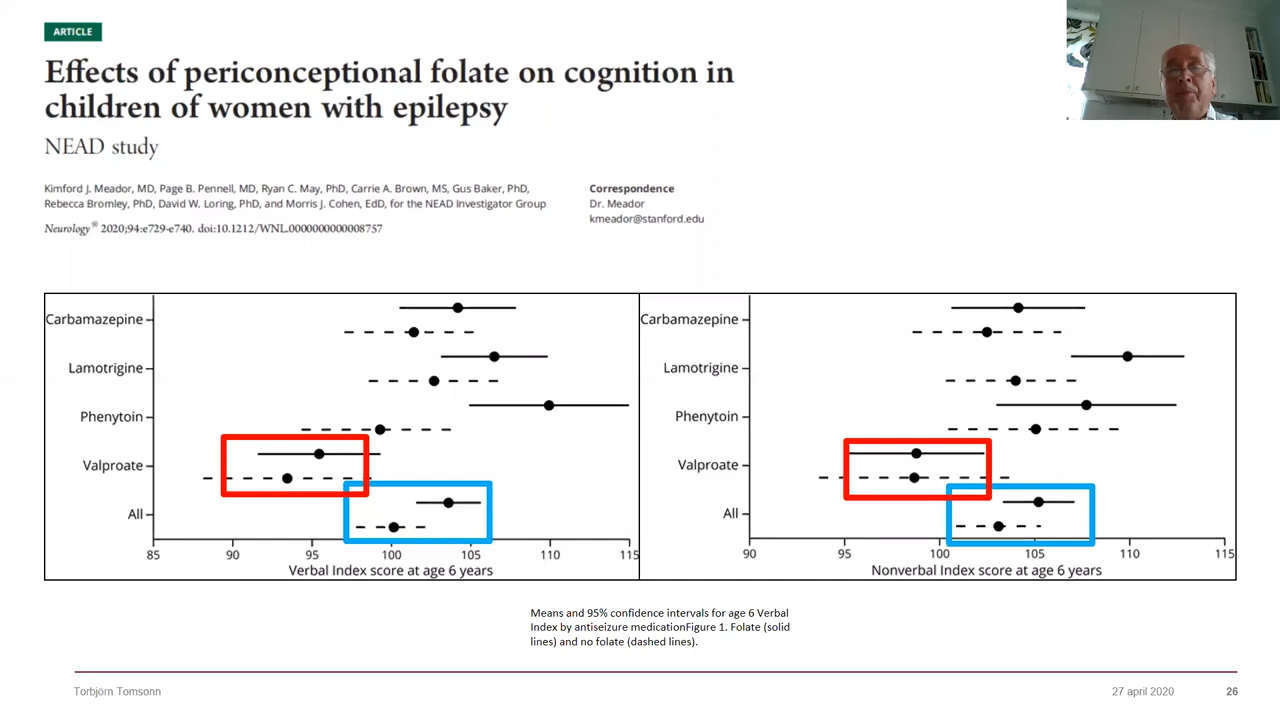 ARTICLE
Effects of periconceptional folate on cognition in
children of women with epilepsy
NEAD study
Kimford J. Meador, MD, Page B. Pennell, MD, Ryan C. May, PhD, Carrie A. Brown, MS, Gus Baker, PhD,
Rebecca Bromley, PhD, David W. Loring, PhD, and Morris J. Cohen, EdD, for the NEAD Investigator Group
Neurology® 2020;94:e729-e740. doi:10.1212/WNL.0000000000008757
Correspondence
Dr. Meador
kmeador@stanford.edu
Carbamazepine
Lamotrigine
Phenytoin
Valproate
All
85 90 95 100 105 110 115
Verbal Index score at age 6 years
Carbamazepine
Lamotrigine
Phenytoin
Valproate
All
90 95 100 105 110 115
Nonverbal Index score at age 6 years
Means and 95% confidence intervals for age 6 Verbal
Index by antiseizure medicationFigure 1. Folate (solid
lines) and no folate (dashed lines).
Torbjörn Tomsonn 27 april 2020 26